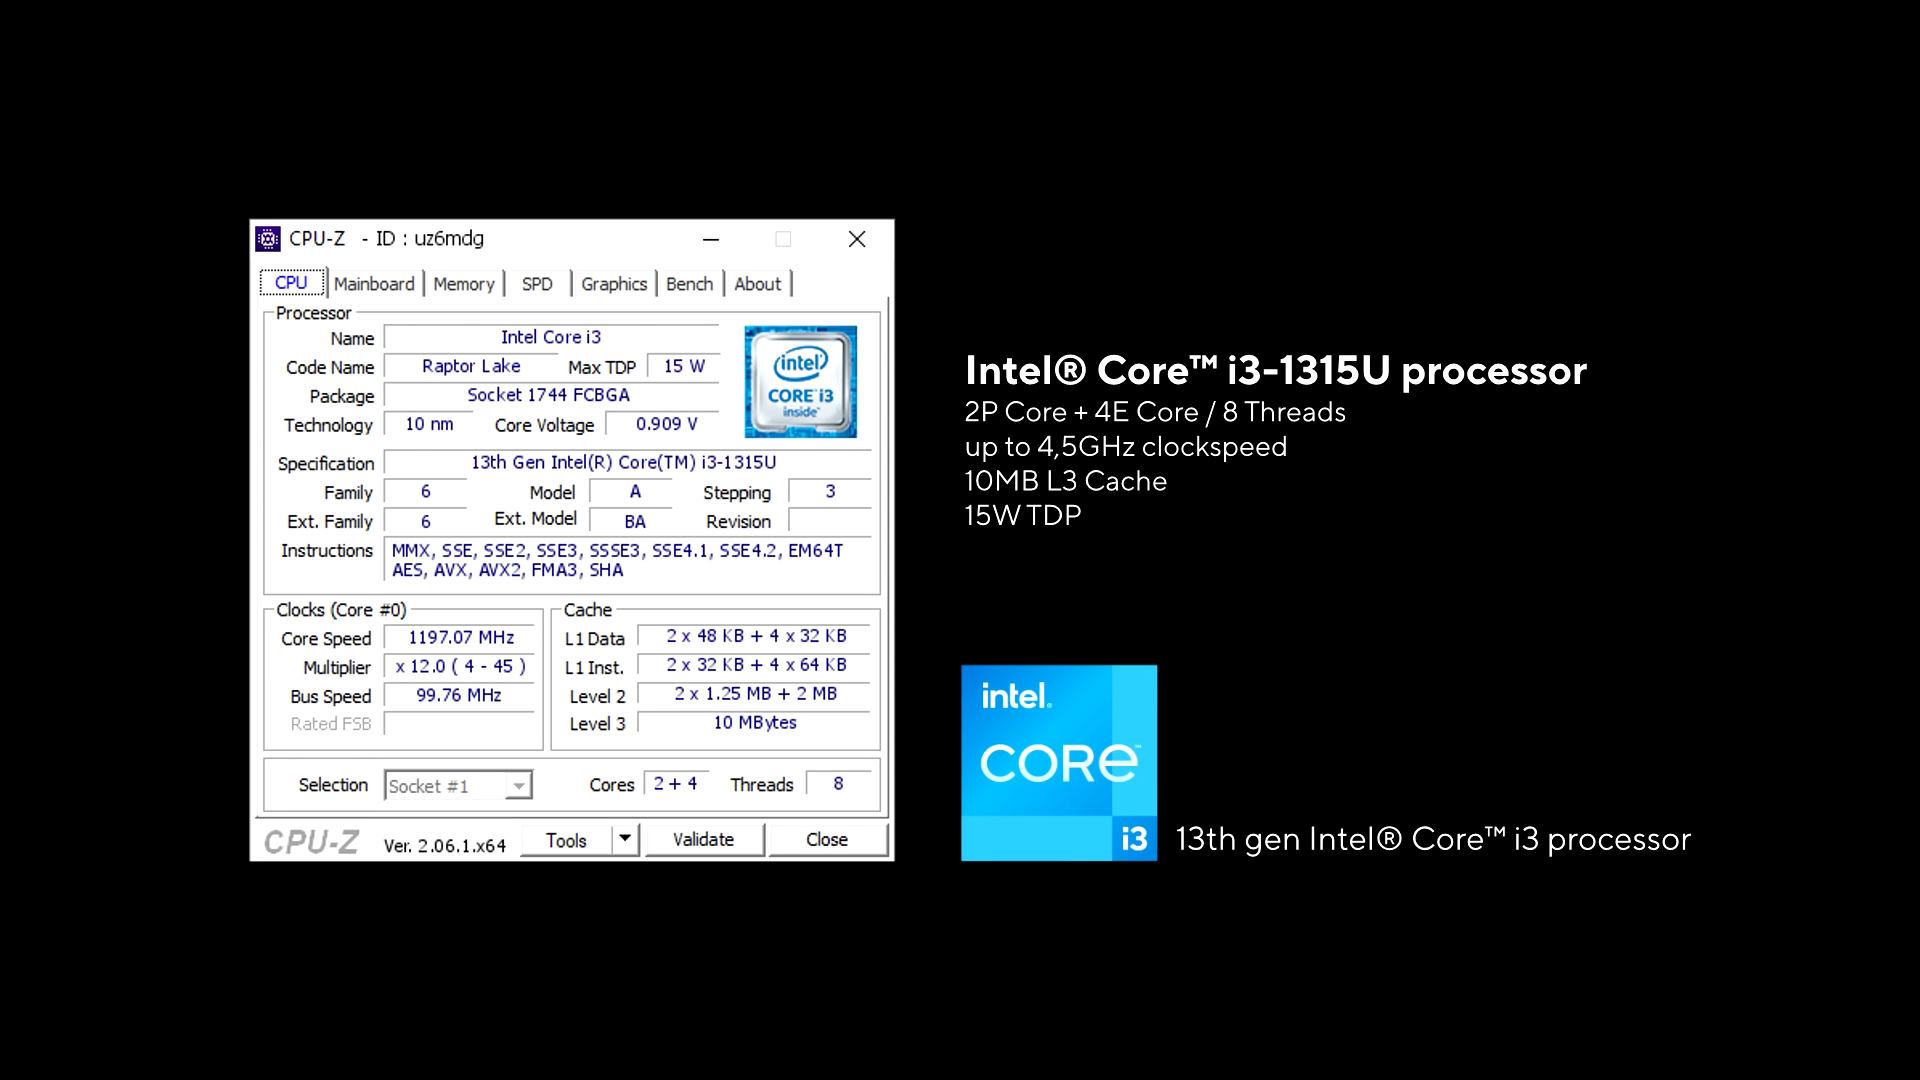 CPU-Z - ID : uz6mdg
CPU Mainboard Memory SPD Graphics Bench About
Processor
Name Intel Core i3
Code Name Raptor Lake Max TDP 15 W
Package Socket 1744 FCBGA
Technology 10 nm Core Voltage 0.909 V
intel
CORE i3
inside™
Specification 13th Gen Intel(R) Core(TM) i3-1315U
Family 6 Model A Stepping 3
Ext. Family 6 Ext. Model BA Revision
Instructions MMX, SSE, SSE2, SSE3, SSSE3, SSE4.1, SSE4.2, EM64T
AES, AVX, AVX2, FMA3, SHA
Clocks (Core #0)
Core Speed 1197.07 MHz
Multiplier x 12.0 ( 4 - 45 )
Bus Speed 99.76 MHz
Rated FSB
Cache
L1 Data 2 x 48 KB + 4 x 32 KB
L1 Inst. 2 x 32 KB + 4 x 64 KB
Level 2 2 x 1.25 MB + 2 MB
Level 3 10 MBytes
Selection Socket #1 Cores 2 + 4 Threads 8
CPU-Z Ver. 2.06.1.x64 Tools Validate Close
Intel® Core™ i3-1315U processor
2P Core + 4E Core / 8 Threads
up to 4,5GHz clockspeed
10MB L3 Cache
15W TDP
intel.
CORE™
i3
13th gen Intel® Core™ i3 processor